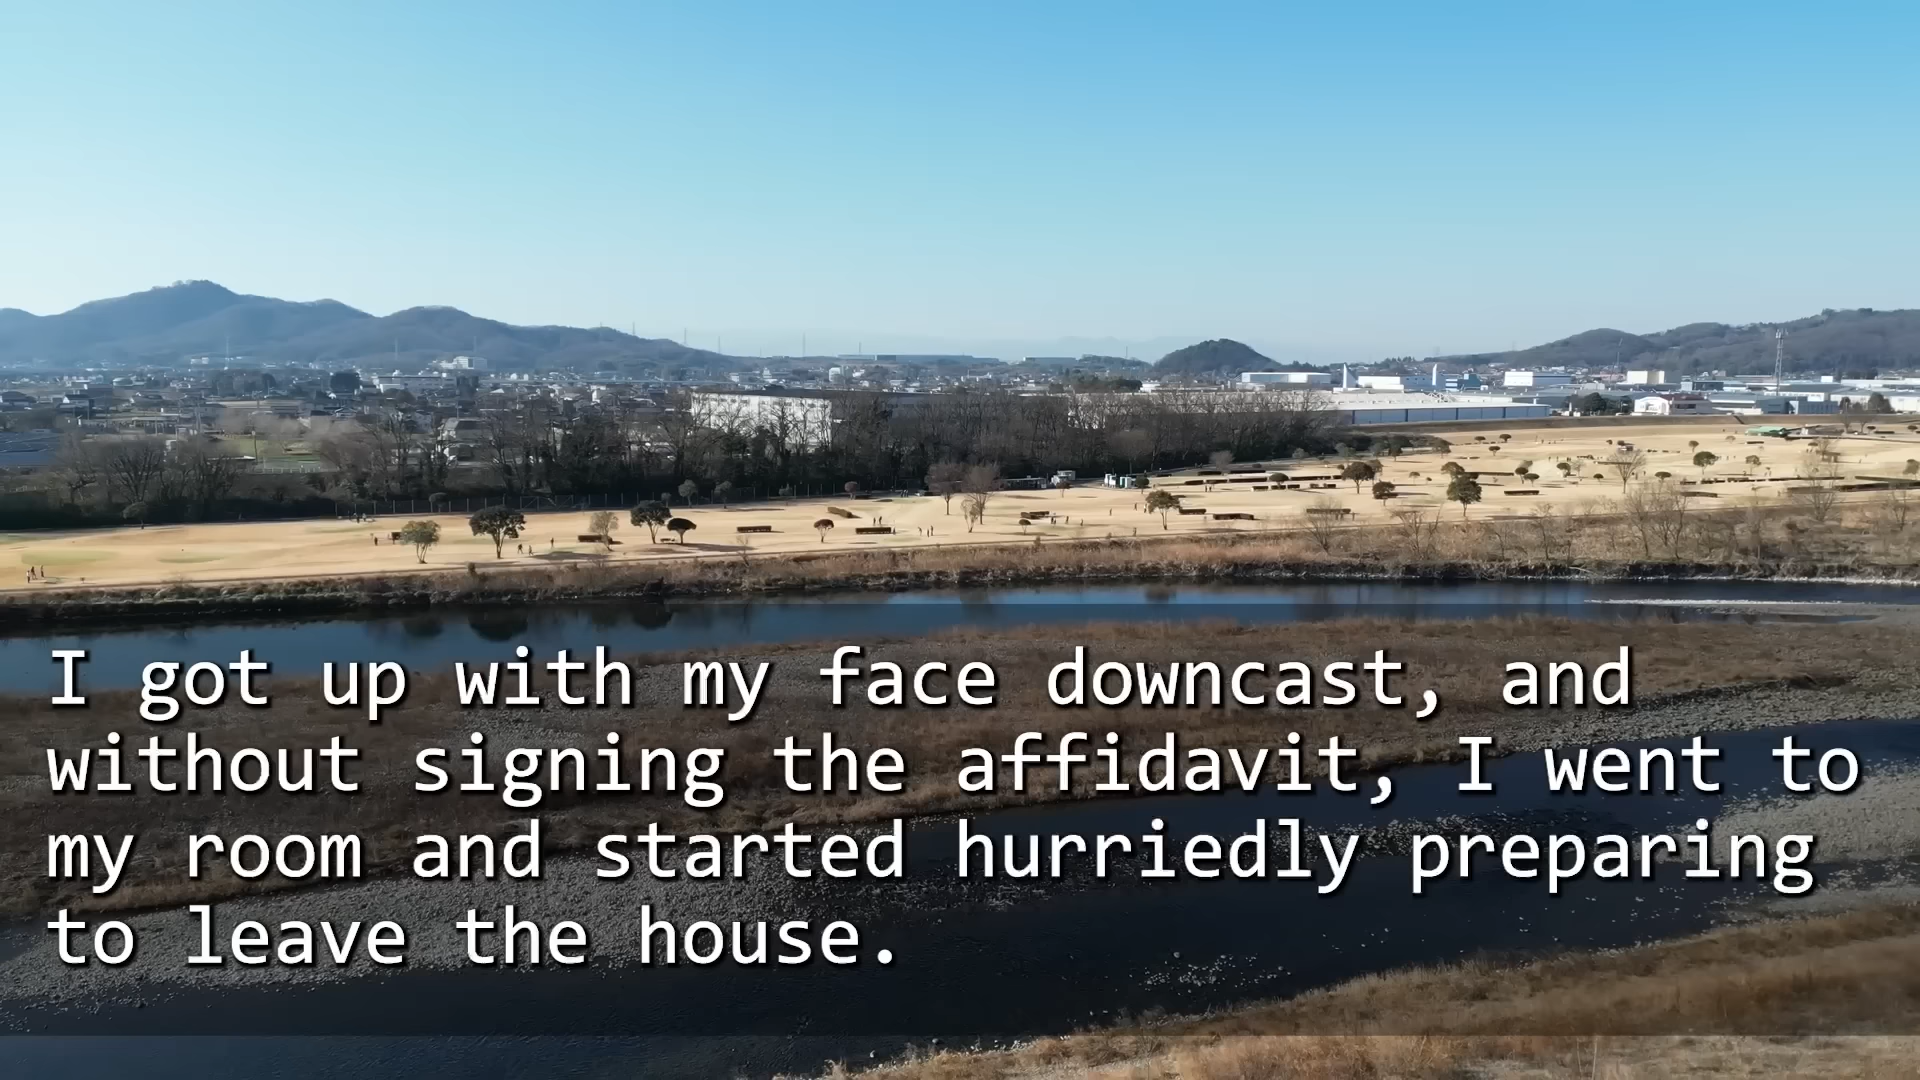 I got up with my face downcast, and
without signing the affidavit, I went to
my room and started hurriedly preparing
to leave the house.